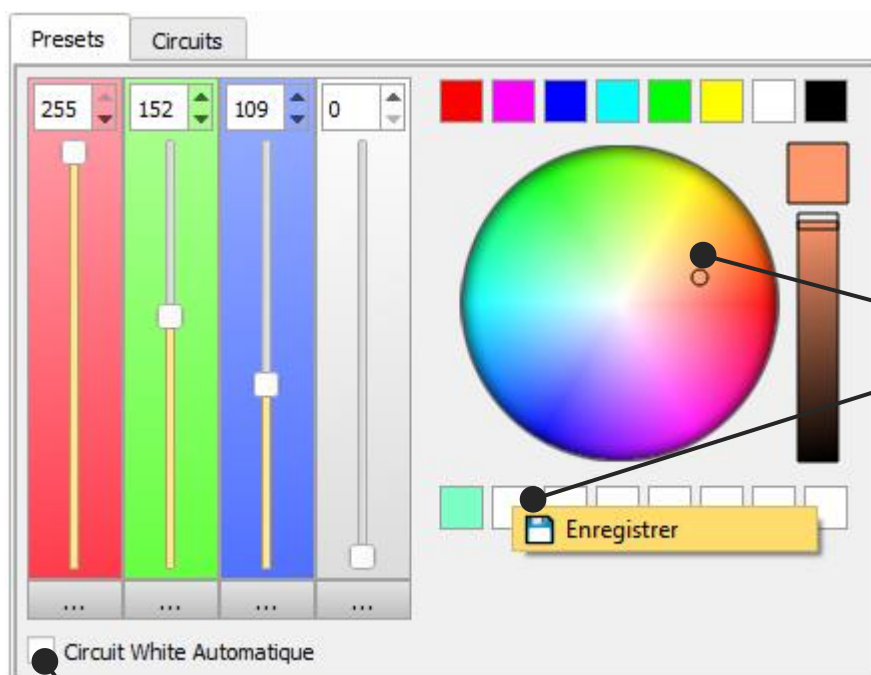 Presets Circuits
255 152 109 0
Enregistrer
... ... ... ...
Circuit White Automatique